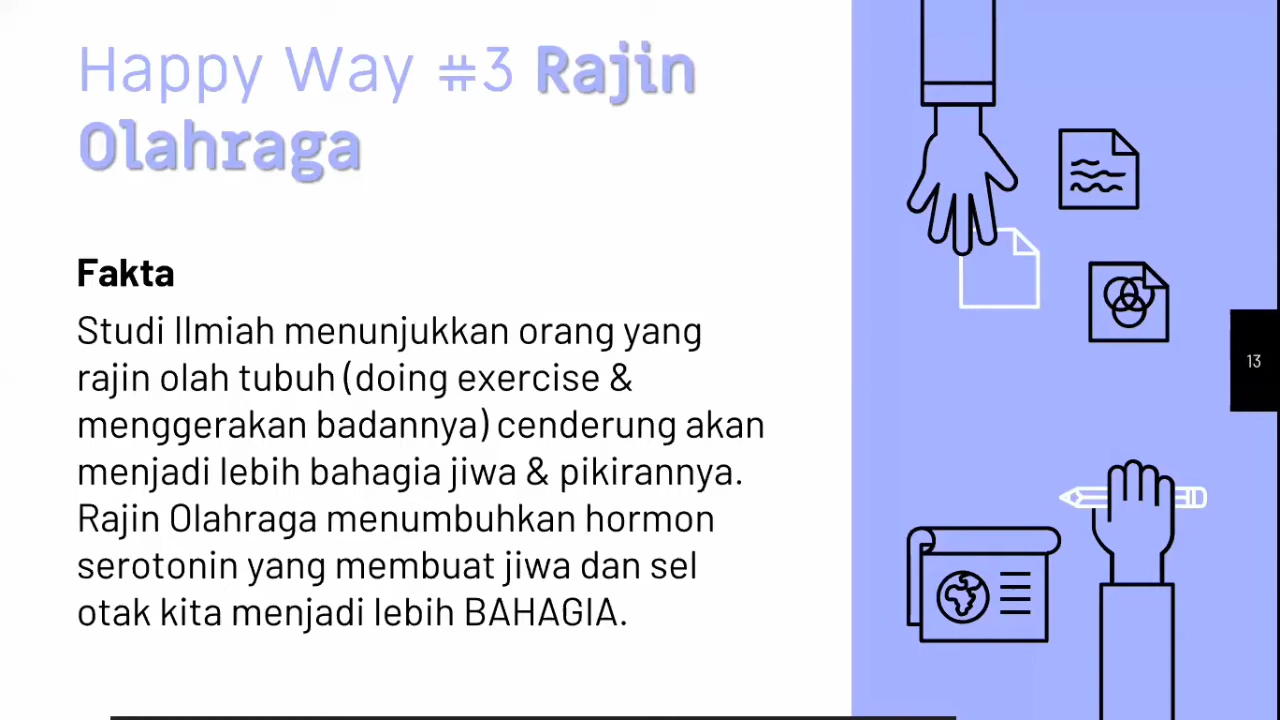 Happy Way #3 Rajin
Olahraga
Fakta
Studi Ilmiah menunjukkan orang yang
rajin olah tubuh (doing exercise &
menggerakan badannya) cenderung akan
menjadi lebih bahagia jiwa & pikirannya.
Rajin Olahraga menumbuhkan hormon
serotonin yang membuat jiwa dan sel
otak kita menjadi lebih BAHAGIA.
13